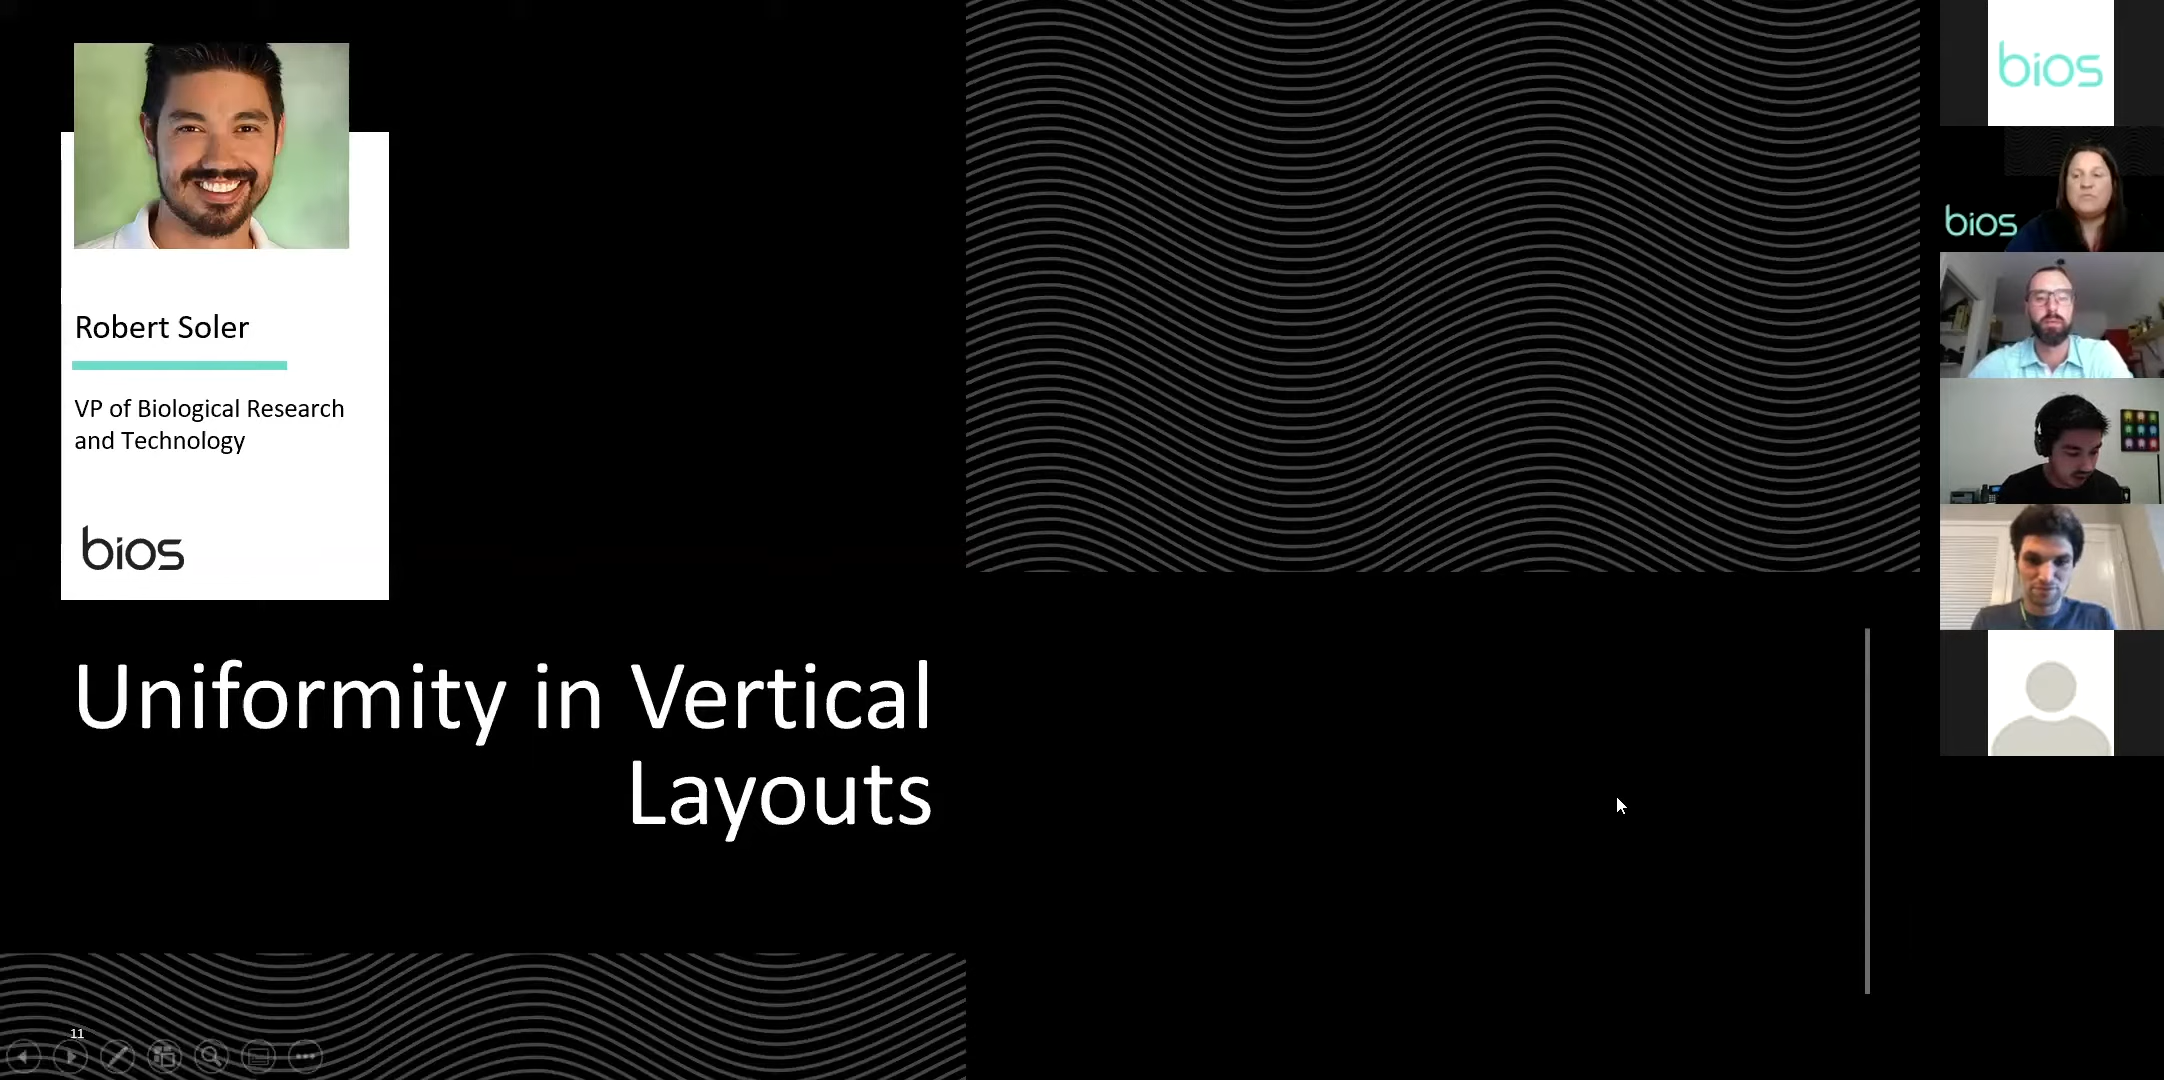 Robert Soler
VP of Biological Research
and Technology
bios
Uniformity in Vertical
Layouts
11
bios
bios